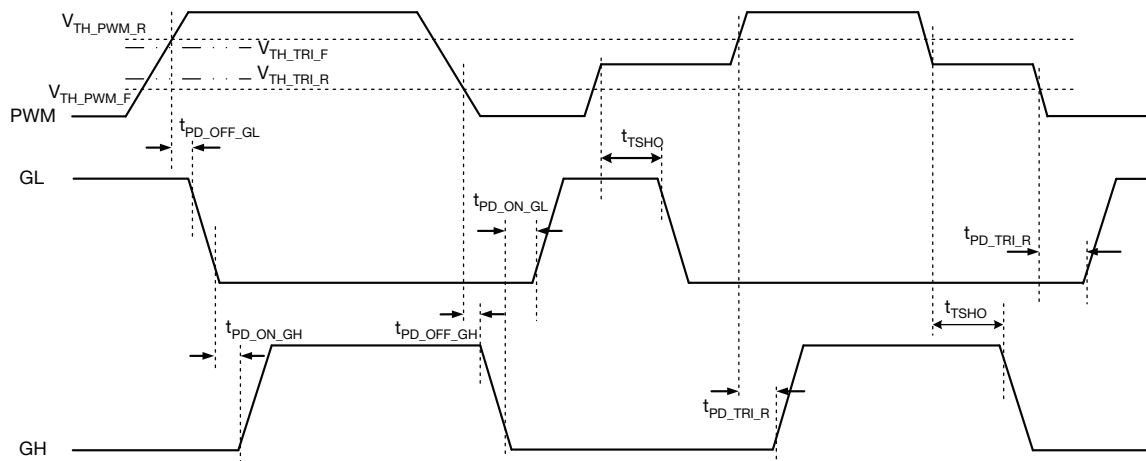 V_TH_PWM_R
V_TH_TRI_F
V_TH_TRI_R
V_TH_PWM_F
PWM
t_PD_OFF_GL
t_TSHO
GL
t_PD_ON_GL
t_PD_TRI_R
t_TSHO
t_PD_ON_GH
t_PD_OFF_GH
t_PD_TRI_R
GH